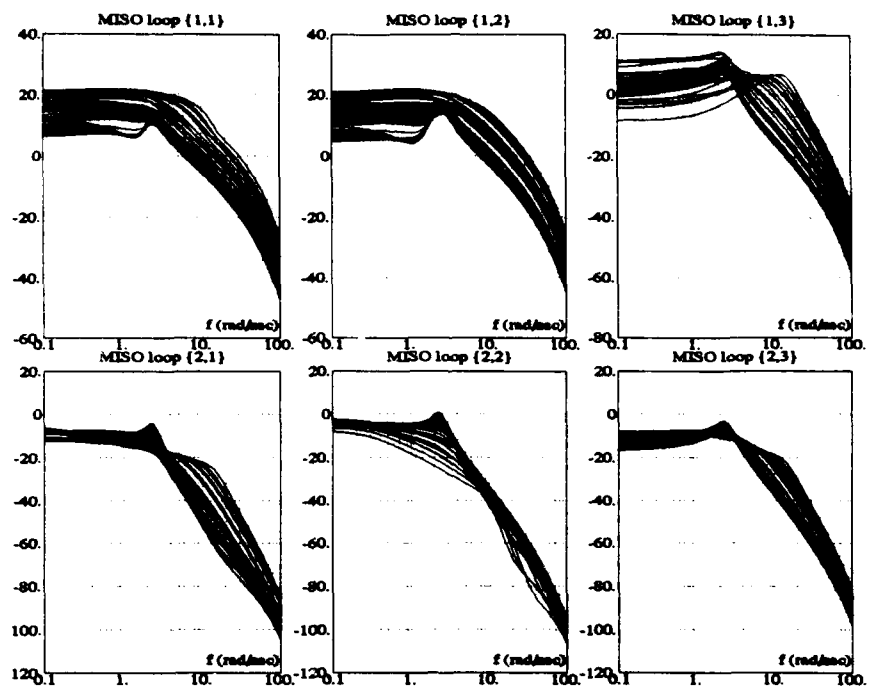 MISO loop {1,1} MISO loop {1,2} MISO loop {1,3}
40. 40. 20.
20. 20. 0.
0. 0. -20.
-20. -20. -40.
-40. -40. -60.
f (rad/sec) f (rad/sec) f (rad/sec)
-60. -60. -80.
0.1 1. 10. 100. 0.1 1. 10. 100. 0.1 1. 10. 100.
MISO loop {2,1} MISO loop {2,2} MISO loop {2,3}
20. 20. 20.
0. 0. 0.
-20. -20. -20.
-40. -40. -40.
-60. -60. -60.
-80. -80. -80.
100. -100. 100.
f (rad/sec) f (rad/sec) f (rad/sec)
120. -120. 120.
0.1 1. 10. 100. 0.1 1. 10. 100. 0.1 1. 10. 100.